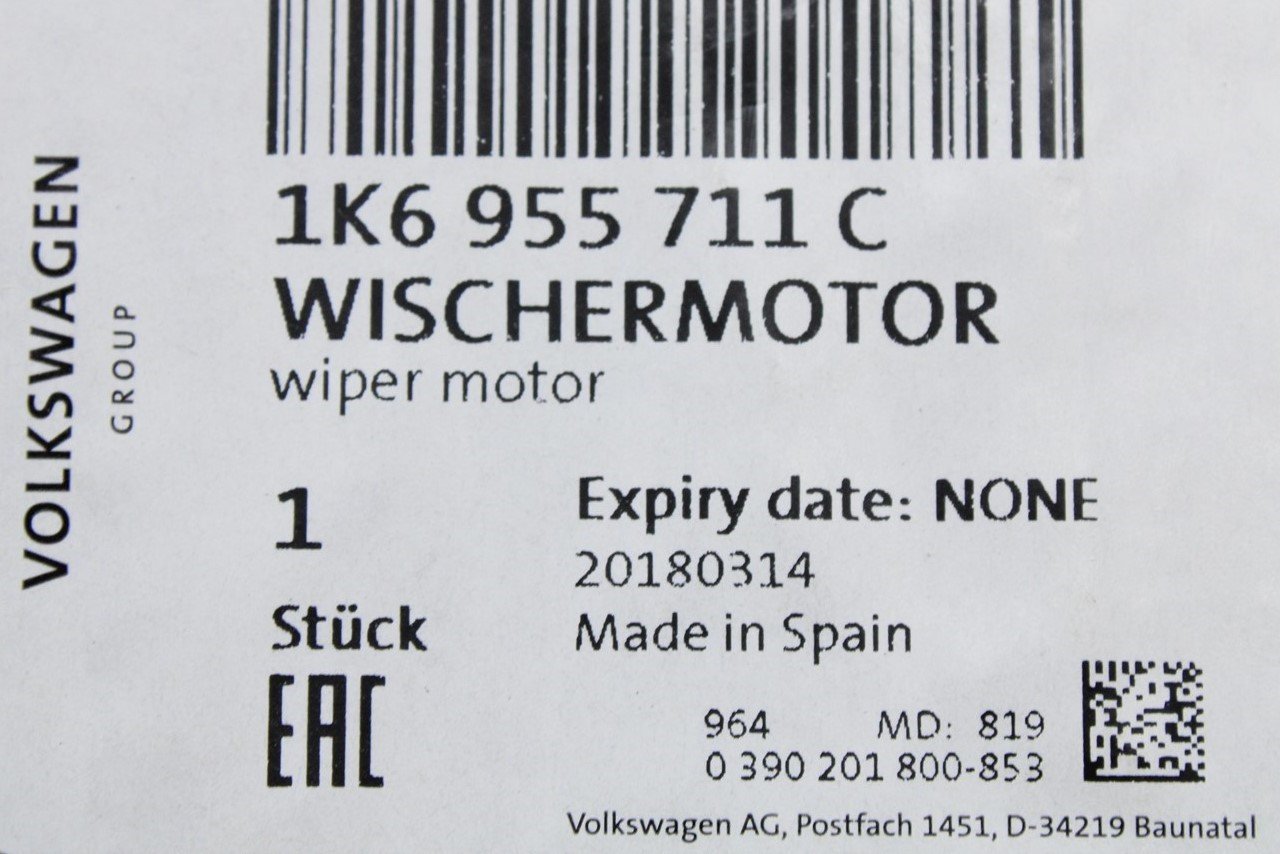 VOLKSWAGEN
GROUP
1K6 955 711 C
WISCHERMOTOR
wiper motor
1
Stück
EAC
Expiry date: NONE
20180314
Made in Spain
964 MD: 819
0 390 201 800-853
Volkswagen AG, Postfach 1451, D-34219 Baunatal